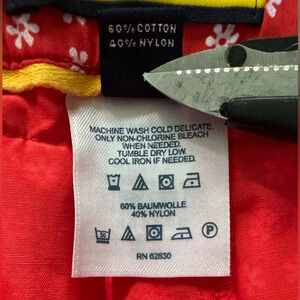 60% COTTON
40% NYLON
MACHINE WASH COLD DELICATE.
ONLY NON-CHLORINE BLEACH
WHEN NEEDED.
TUMBLE DRY LOW.
COOL IRON IF NEEDED.
60% BAUMWOLLE
40% NYLON
P
RN 62830